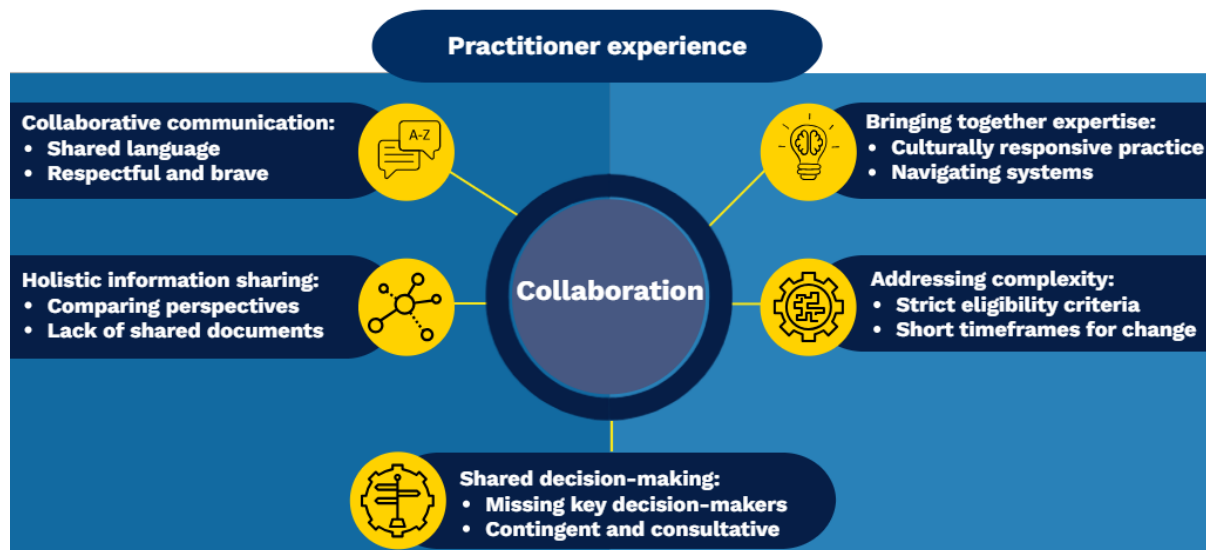 Practitioner experience
Collaborative communication:
• Shared language
• Respectful and brave
A-Z
Bringing together expertise:
• Culturally responsive practice
• Navigating systems
Collaboration
Holistic information sharing:
• Comparing perspectives
• Lack of shared documents
Addressing complexity:
• Strict eligibility criteria
• Short timeframes for change
Shared decision-making:
• Missing key decision-makers
• Contingent and consultative